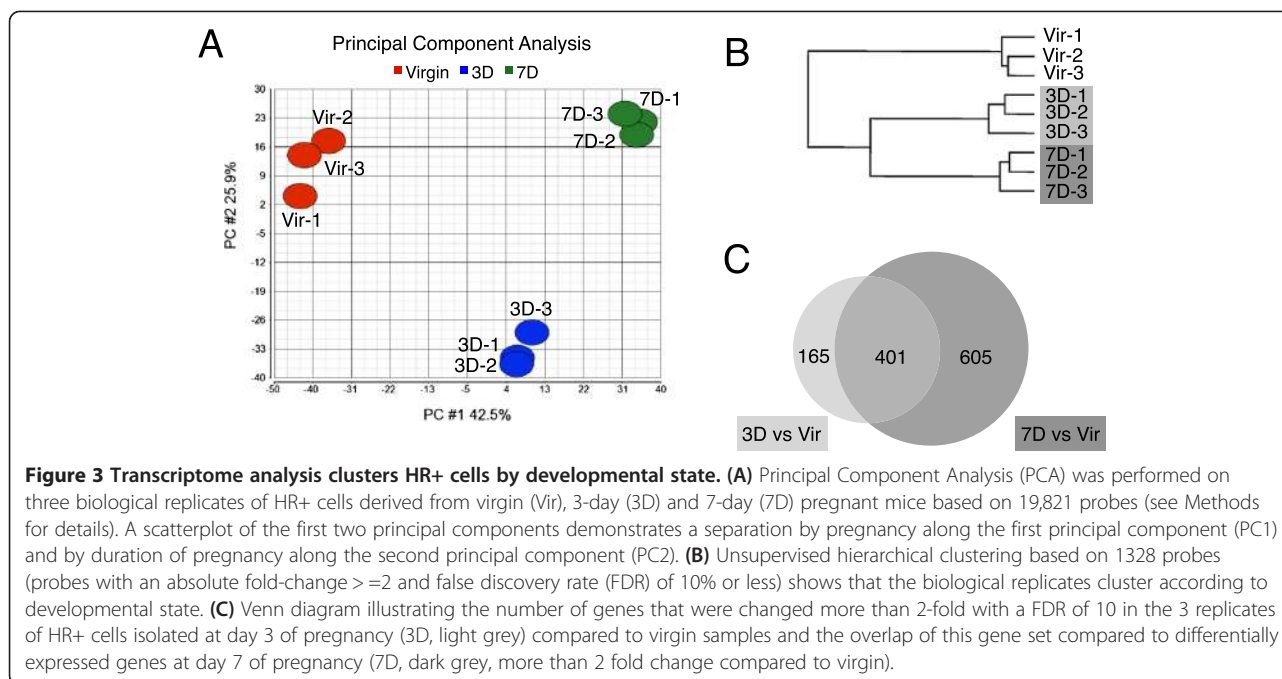 A
Principal Component Analysis
Virgin 3D 7D
30
23
16
9
2
-5
-12
-19
-26
-33
-40
-50 -40 -31 -22 -13 -5 4 13 22 31 40
PC #2 25.9%
PC #1 42.5%
Vir-2
Vir-3
Vir-1
7D-1
7D-3
7D-2
3D-3
3D-1
3D-2
B
Vir-1
Vir-2
Vir-3
3D-1
3D-2
3D-3
7D-1
7D-2
7D-3
C
165 401 605
3D vs Vir 7D vs Vir
Figure 3 Transcriptome analysis clusters HR+ cells by developmental state. (A) Principal Component Analysis (PCA) was performed on
three biological replicates of HR+ cells derived from virgin (Vir), 3-day (3D) and 7-day (7D) pregnant mice based on 19,821 probes (see Methods
for details). A scatterplot of the first two principal components demonstrates a separation by pregnancy along the first principal component (PC1)
and by duration of pregnancy along the second principal component (PC2). (B) Unsupervised hierarchical clustering based on 1328 probes
(probes with an absolute fold-change > =2 and false discovery rate (FDR) of 10% or less) shows that the biological replicates cluster according to
developmental state. (C) Venn diagram illustrating the number of genes that were changed more than 2-fold with a FDR of 10 in the 3 replicates
of HR+ cells isolated at day 3 of pregnancy (3D, light grey) compared to virgin samples and the overlap of this gene set compared to differentially
expressed genes at day 7 of pregnancy (7D, dark grey, more than 2 fold change compared to virgin).